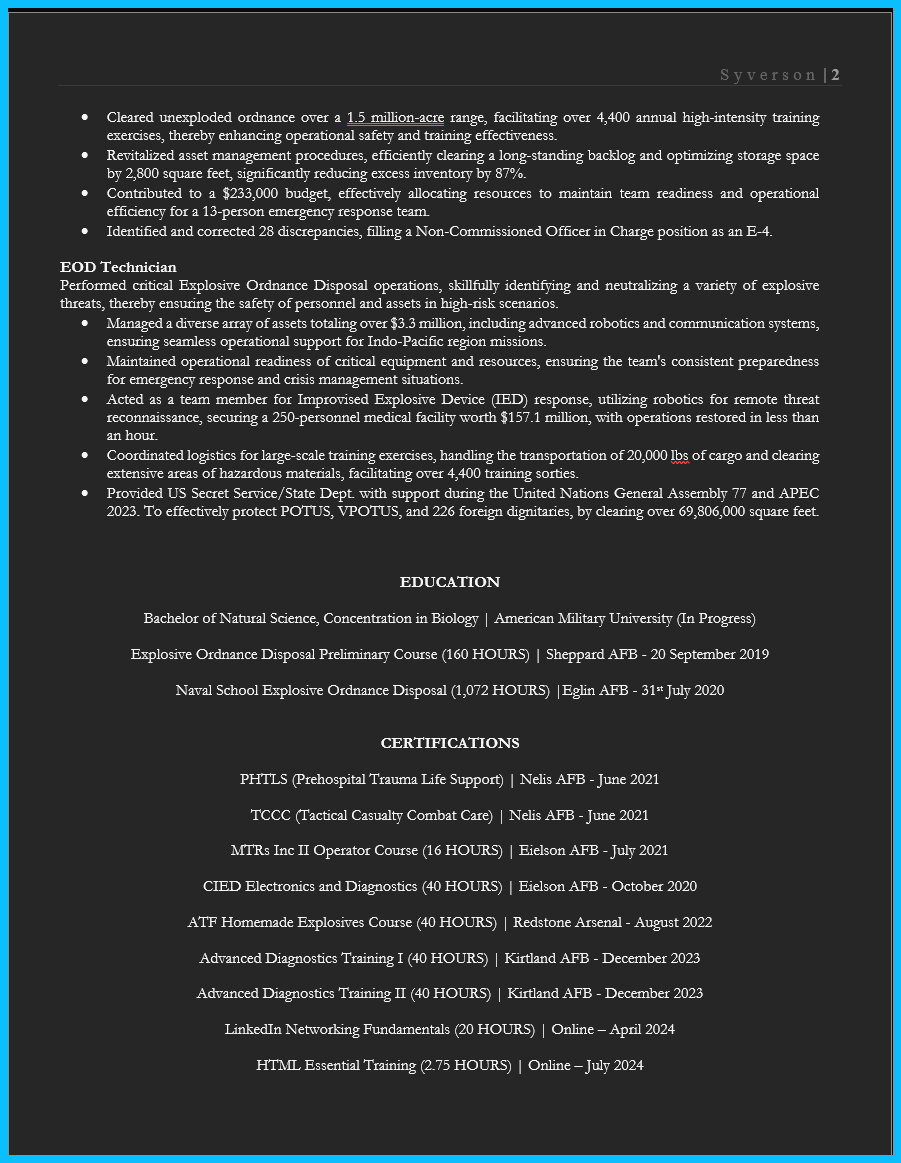 Syverson | 2
• Cleared unexploded ordnance over a 1.5 million-acre range, facilitating over 4,400 annual high-intensity training
exercises, thereby enhancing operational safety and training effectiveness.
• Revitalized asset management procedures, efficiently clearing a long-standing backlog and optimizing storage space
by 2,800 square feet, significantly reducing excess inventory by 87%.
• Contributed to a $233,000 budget, effectively allocating resources to maintain team readiness and operational
efficiency for a 13-person emergency response team.
• Identified and corrected 28 discrepancies, filling a Non-Commissioned Officer in Charge position as an E-4.
EOD Technician
Performed critical Explosive Ordnance Disposal operations, skillfully identifying and neutralizing a variety of explosive
threats, thereby ensuring the safety of personnel and assets in high-risk scenarios.
• Managed a diverse array of assets totaling over $3.3 million, including advanced robotics and communication systems,
ensuring seamless operational support for Indo-Pacific region missions.
• Maintained operational readiness of critical equipment and resources, ensuring the team's consistent preparedness
for emergency response and crisis management situations.
• Acted as a team member for Improvised Explosive Device (IED) response, utilizing robotics for remote threat
reconnaissance, securing a 250-personnel medical facility worth $157.1 million, with operations restored in less than
an hour.
• Coordinated logistics for large-scale training exercises, handling the transportation of 20,000 lbs of cargo and clearing
extensive areas of hazardous materials, facilitating over 4,400 training sorties.
• Provided US Secret Service/State Dept. with support during the United Nations General Assembly 77 and APEC
2023. To effectively protect POTUS, VPOTUS, and 226 foreign dignitaries, by clearing over 69,806,000 square feet.
EDUCATION
Bachelor of Natural Science, Concentration in Biology | American Military University (In Progress)
Explosive Ordnance Disposal Preliminary Course (160 HOURS) | Sheppard AFB - 20 September 2019
Naval School Explosive Ordnance Disposal (1,072 HOURS) |Eglin AFB - 31st July 2020
CERTIFICATIONS
PHTLS (Prehospital Trauma Life Support) | Nelis AFB - June 2021
TCCC (Tactical Casualty Combat Care) | Nelis AFB - June 2021
MTRs Inc II Operator Course (16 HOURS) | Eielson AFB - July 2021
CIED Electronics and Diagnostics (40 HOURS) | Eielson AFB - October 2020
ATF Homemade Explosives Course (40 HOURS) | Redstone Arsenal - August 2022
Advanced Diagnostics Training I (40 HOURS) | Kirtland AFB - December 2023
Advanced Diagnostics Training II (40 HOURS) | Kirtland AFB - December 2023
LinkedIn Networking Fundamentals (20 HOURS) | Online – April 2024
HTML Essential Training (2.75 HOURS) | Online – July 2024